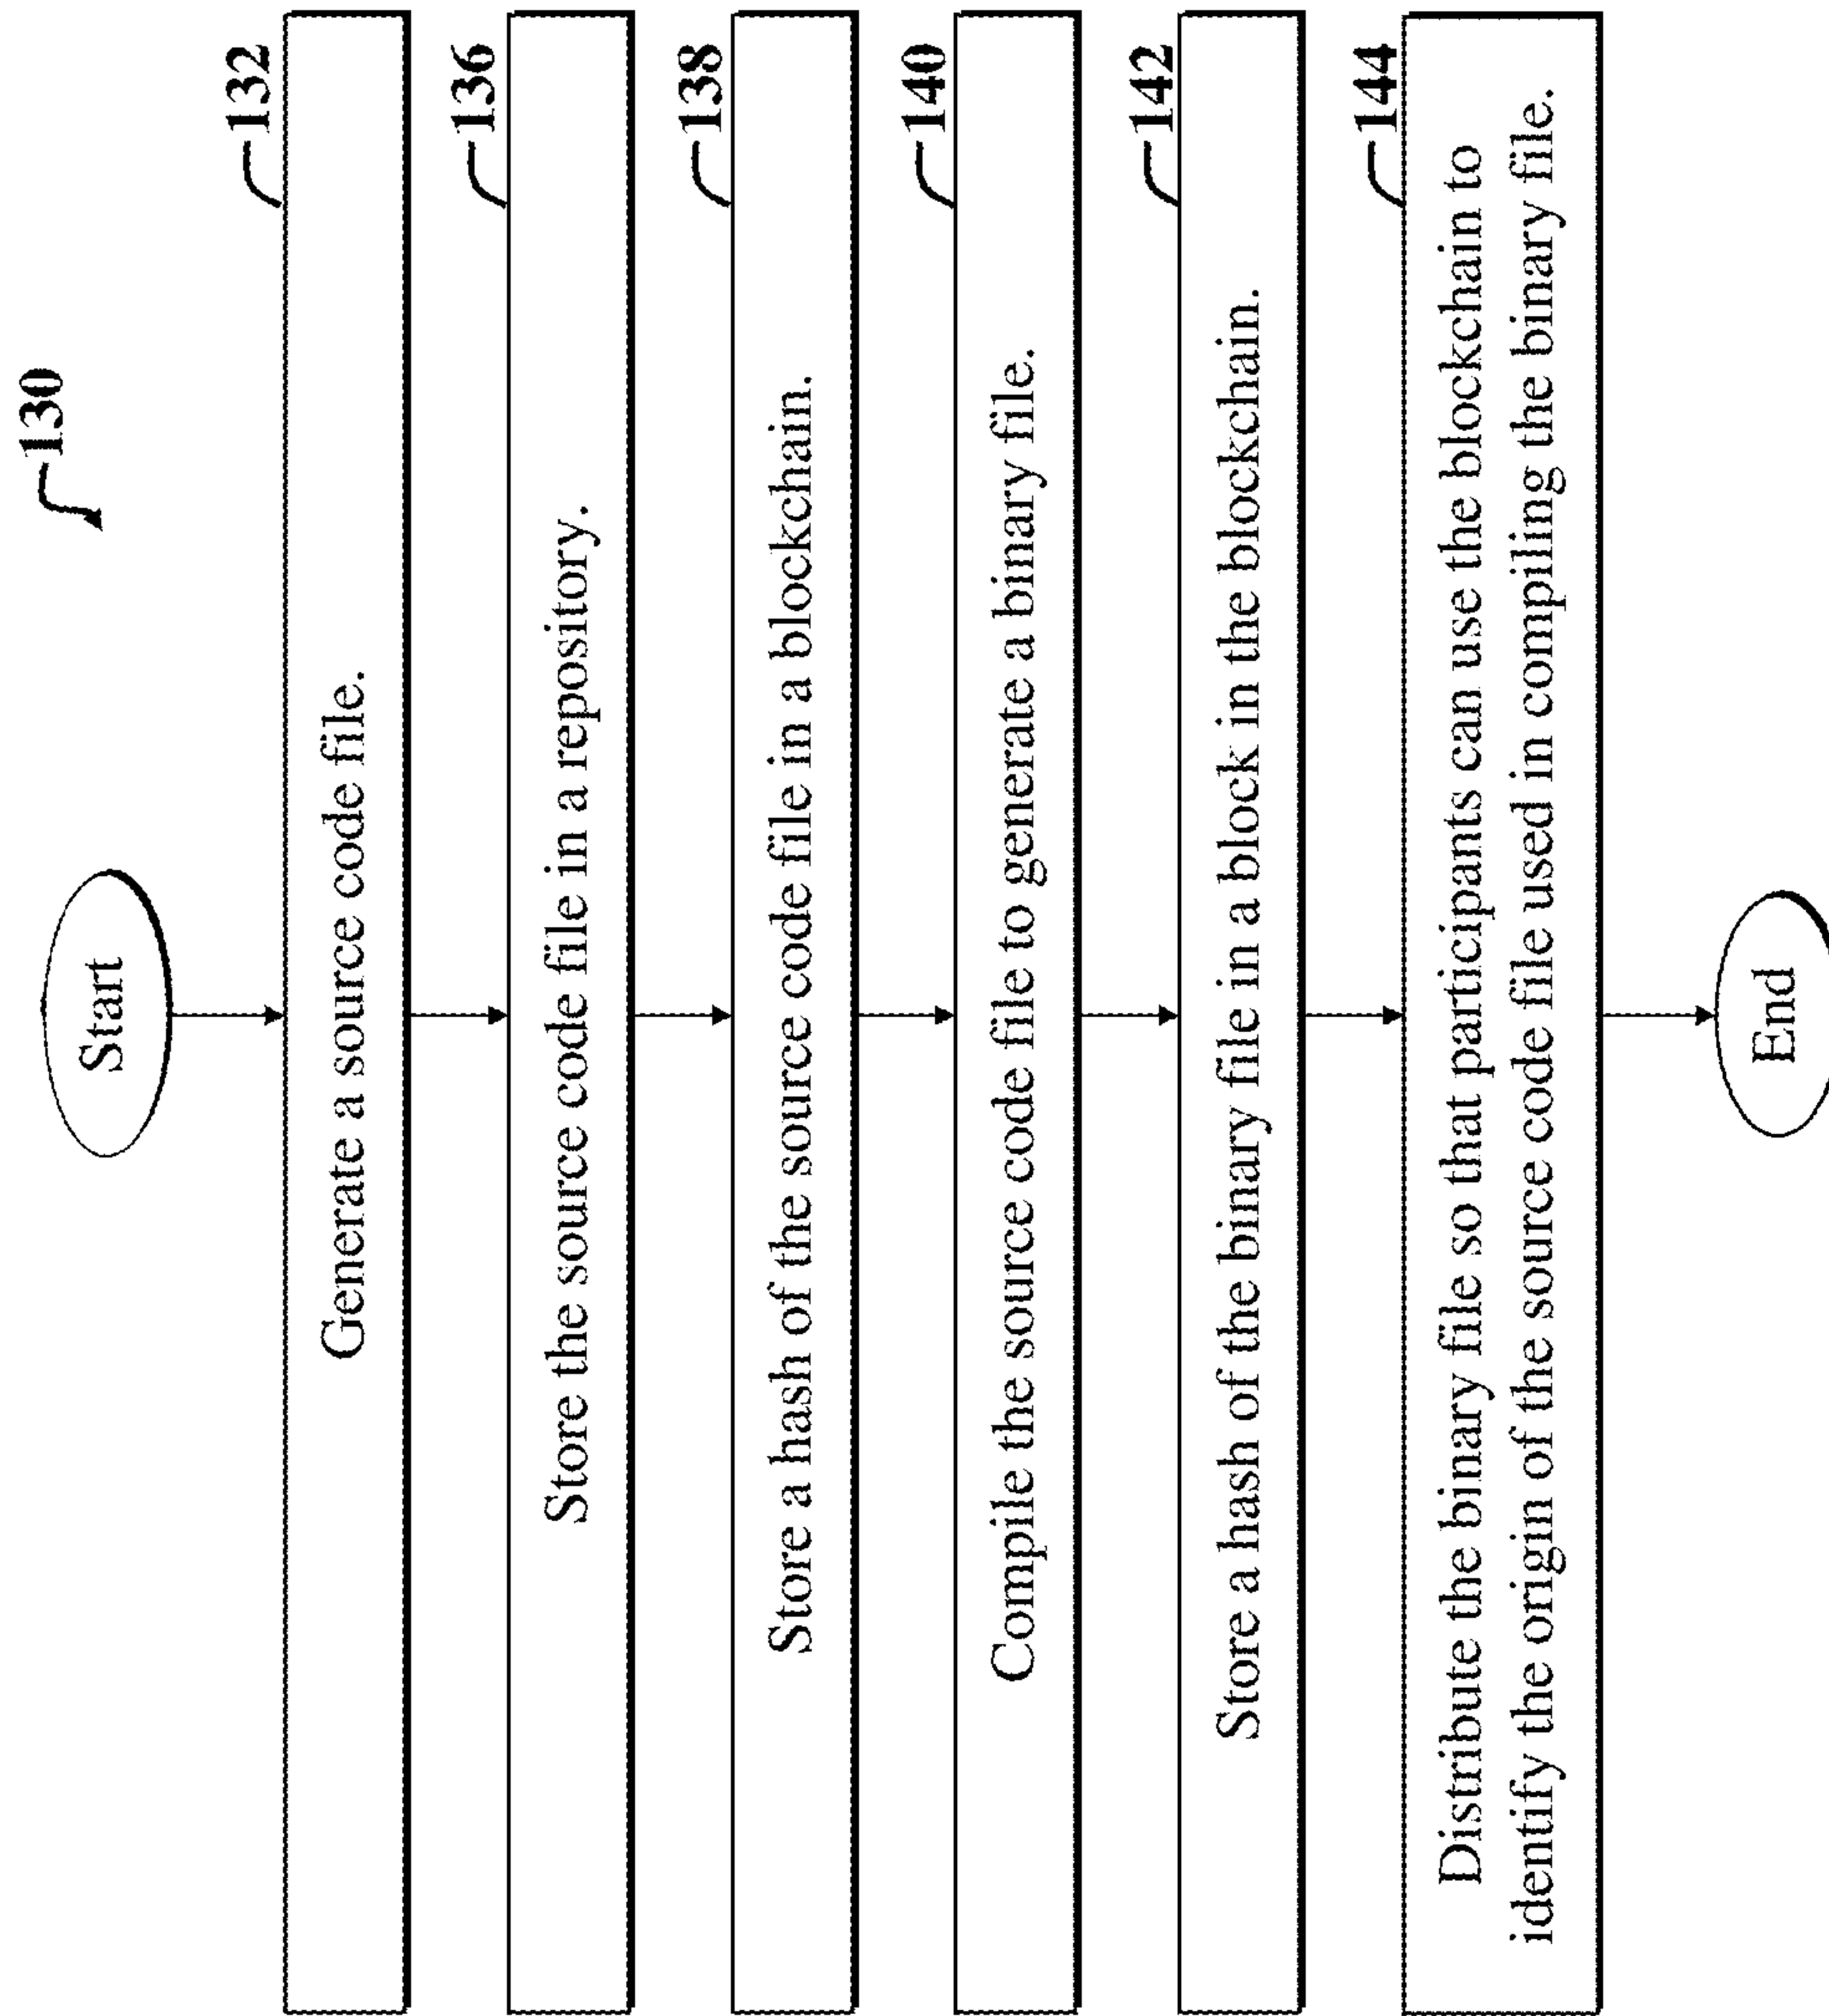 130
Start
132
Generate a source code file.
136
Store the source code file in a repository.
138
Store a hash of the source code file in a blockchain.
140
Compile the source code file to generate a binary file.
142
Store a hash of the binary file in a block in the blockchain.
144
Distribute the binary file so that participants can use the blockchain to
identify the origin of the source code file used in compiling the binary file.
End